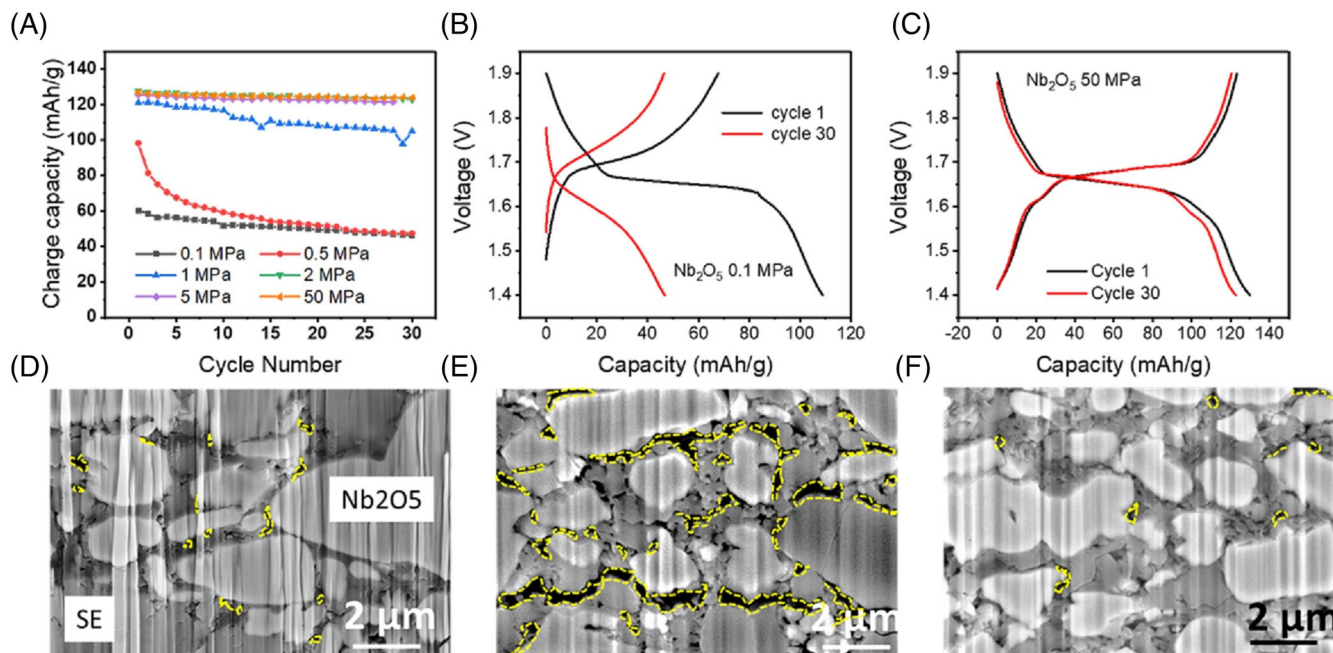 (A)
Charge capacity (mAh/g)
140
120
100
80
60
40
20
0
0 5 10 15 20 25 30
0.1 MPa 0.5 MPa
1 MPa 2 MPa
5 MPa 50 MPa
Cycle Number
(B)
Voltage (V)
1.9
1.8
1.7
1.6
1.5
1.4
cycle 1
cycle 30
Nb₂O₅ 0.1 MPa
0 20 40 60 80 100 120
Capacity (mAh/g)
(C)
Voltage (V)
1.9
1.8
1.7
1.6
1.5
1.4
Nb₂O₅ 50 MPa
Cycle 1
Cycle 30
-20 0 20 40 60 80 100 120 140
Capacity (mAh/g)
(D)
Nb2O5
SE
2 μm
(E)
2 μm
(F)
2 μm